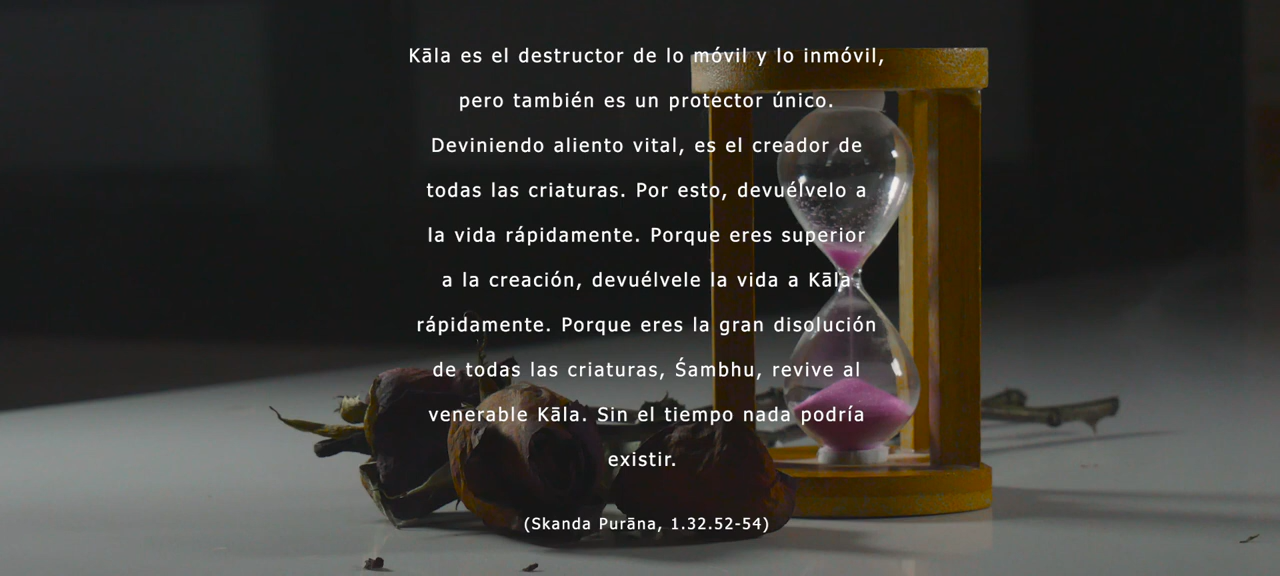 Kāla es el destructor de lo móvil y lo inmóvil,
pero también es un protector único.
Deviniendo aliento vital, es el creador de
todas las criaturas. Por esto, devuélvelo a
la vida rápidamente. Porque eres superior
a la creación, devuélvele la vida a Kāla
rápidamente. Porque eres la gran disolución
de todas las criaturas, Śambhu, revive al
venerable Kāla. Sin el tiempo nada podría
existir.
(Skanda Purāna, 1.32.52-54)